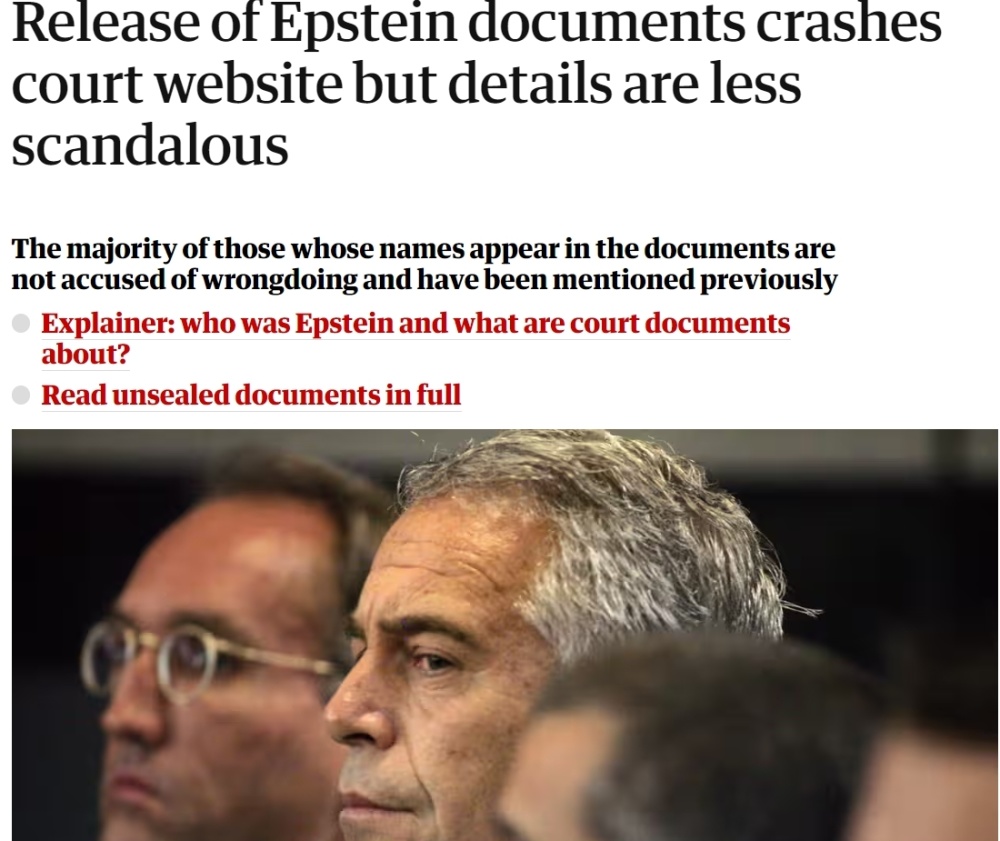 Release of Epstein documents crashes
court website but details are less
scandalous
The majority of those whose names appear in the documents are
not accused of wrongdoing and have been mentioned previously
Explainer: who was Epstein and what are court documents
about?
Read unsealed documents in full